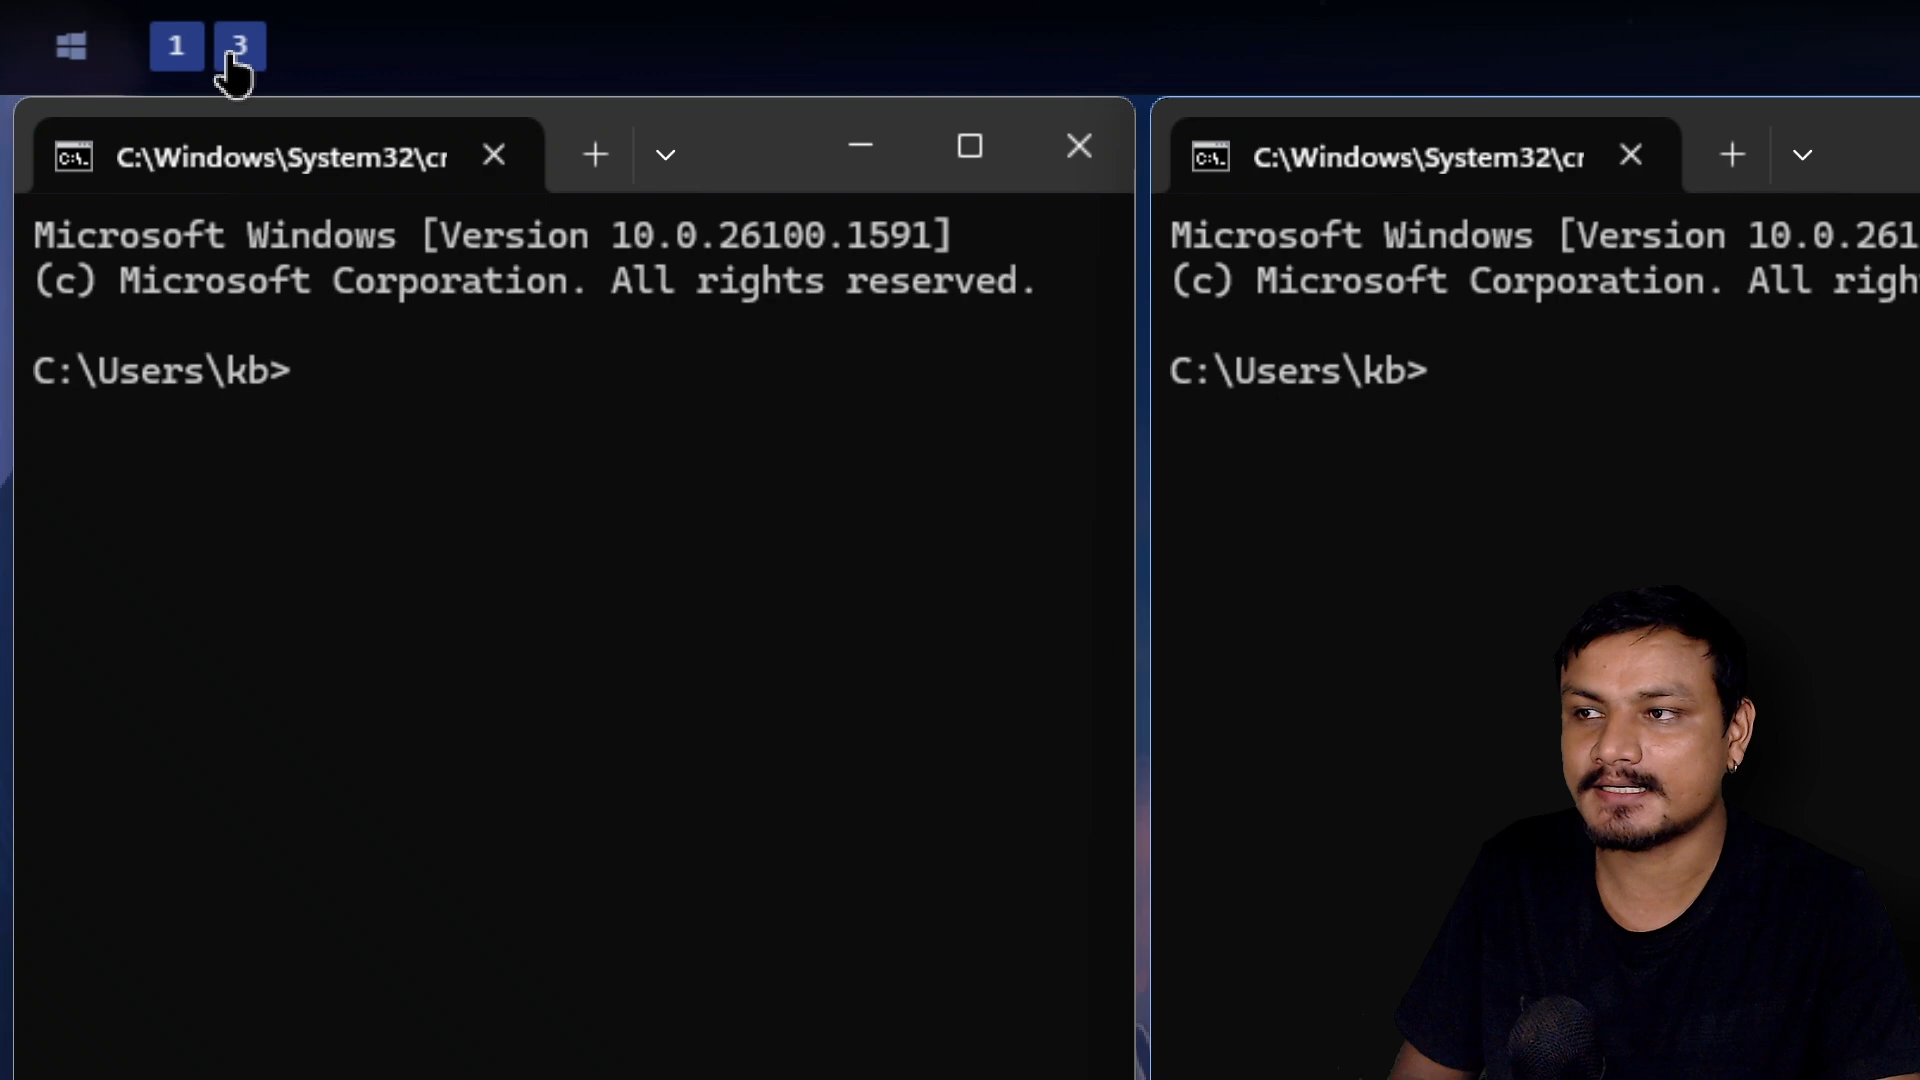 1 3
C:\Windows\System32\cr
Microsoft Windows [Version 10.0.26100.1591]
(c) Microsoft Corporation. All rights reserved.
C:\Users\kb>
C:\Windows\System32\cr
Microsoft Windows [Version 10.0.261
(c) Microsoft Corporation. All righ
C:\Users\kb>